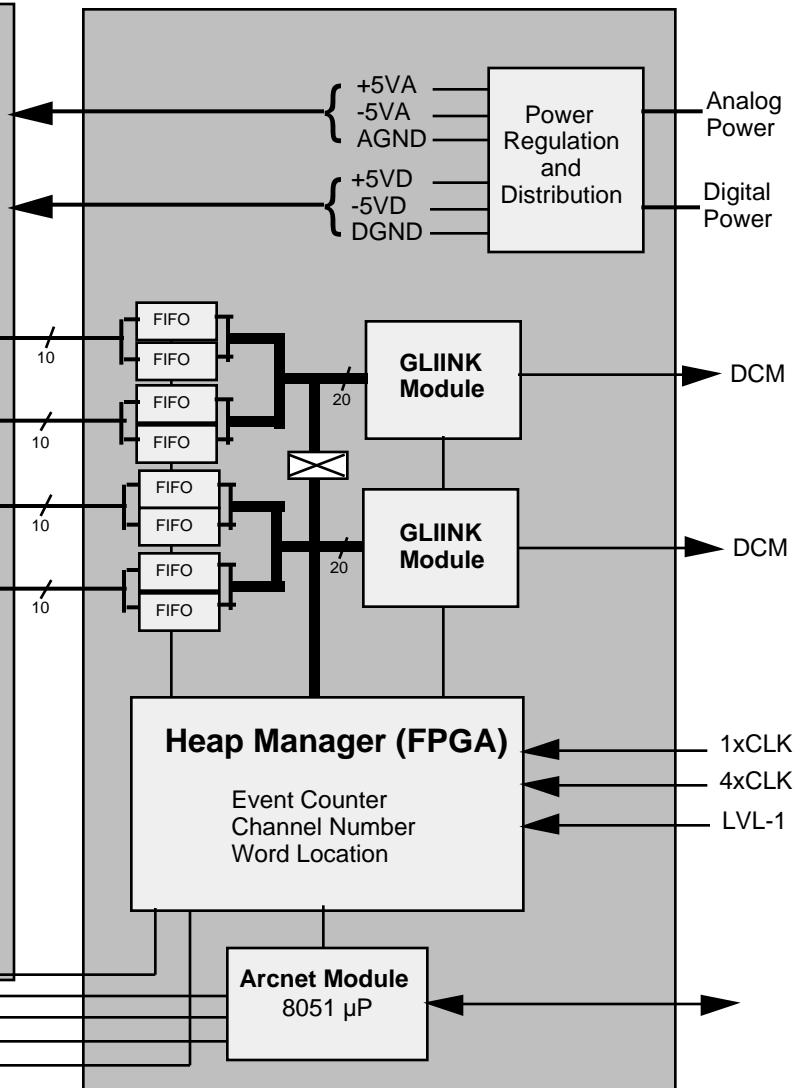 +5VA
-5VA
AGND
+5VD
-5VD
DGND
Power
Regulation
and
Distribution
Analog
Power
Digital
Power
FIFO
FIFO
FIFO
FIFO
FIFO
FIFO
FIFO
FIFO
10
10
10
10
20
20
GLIINK
Module
DCM
GLIINK
Module
DCM
Heap Manager (FPGA)
Event Counter
Channel Number
Word Location
1xCLK
4xCLK
LVL-1
Arcnet Module
8051 µP